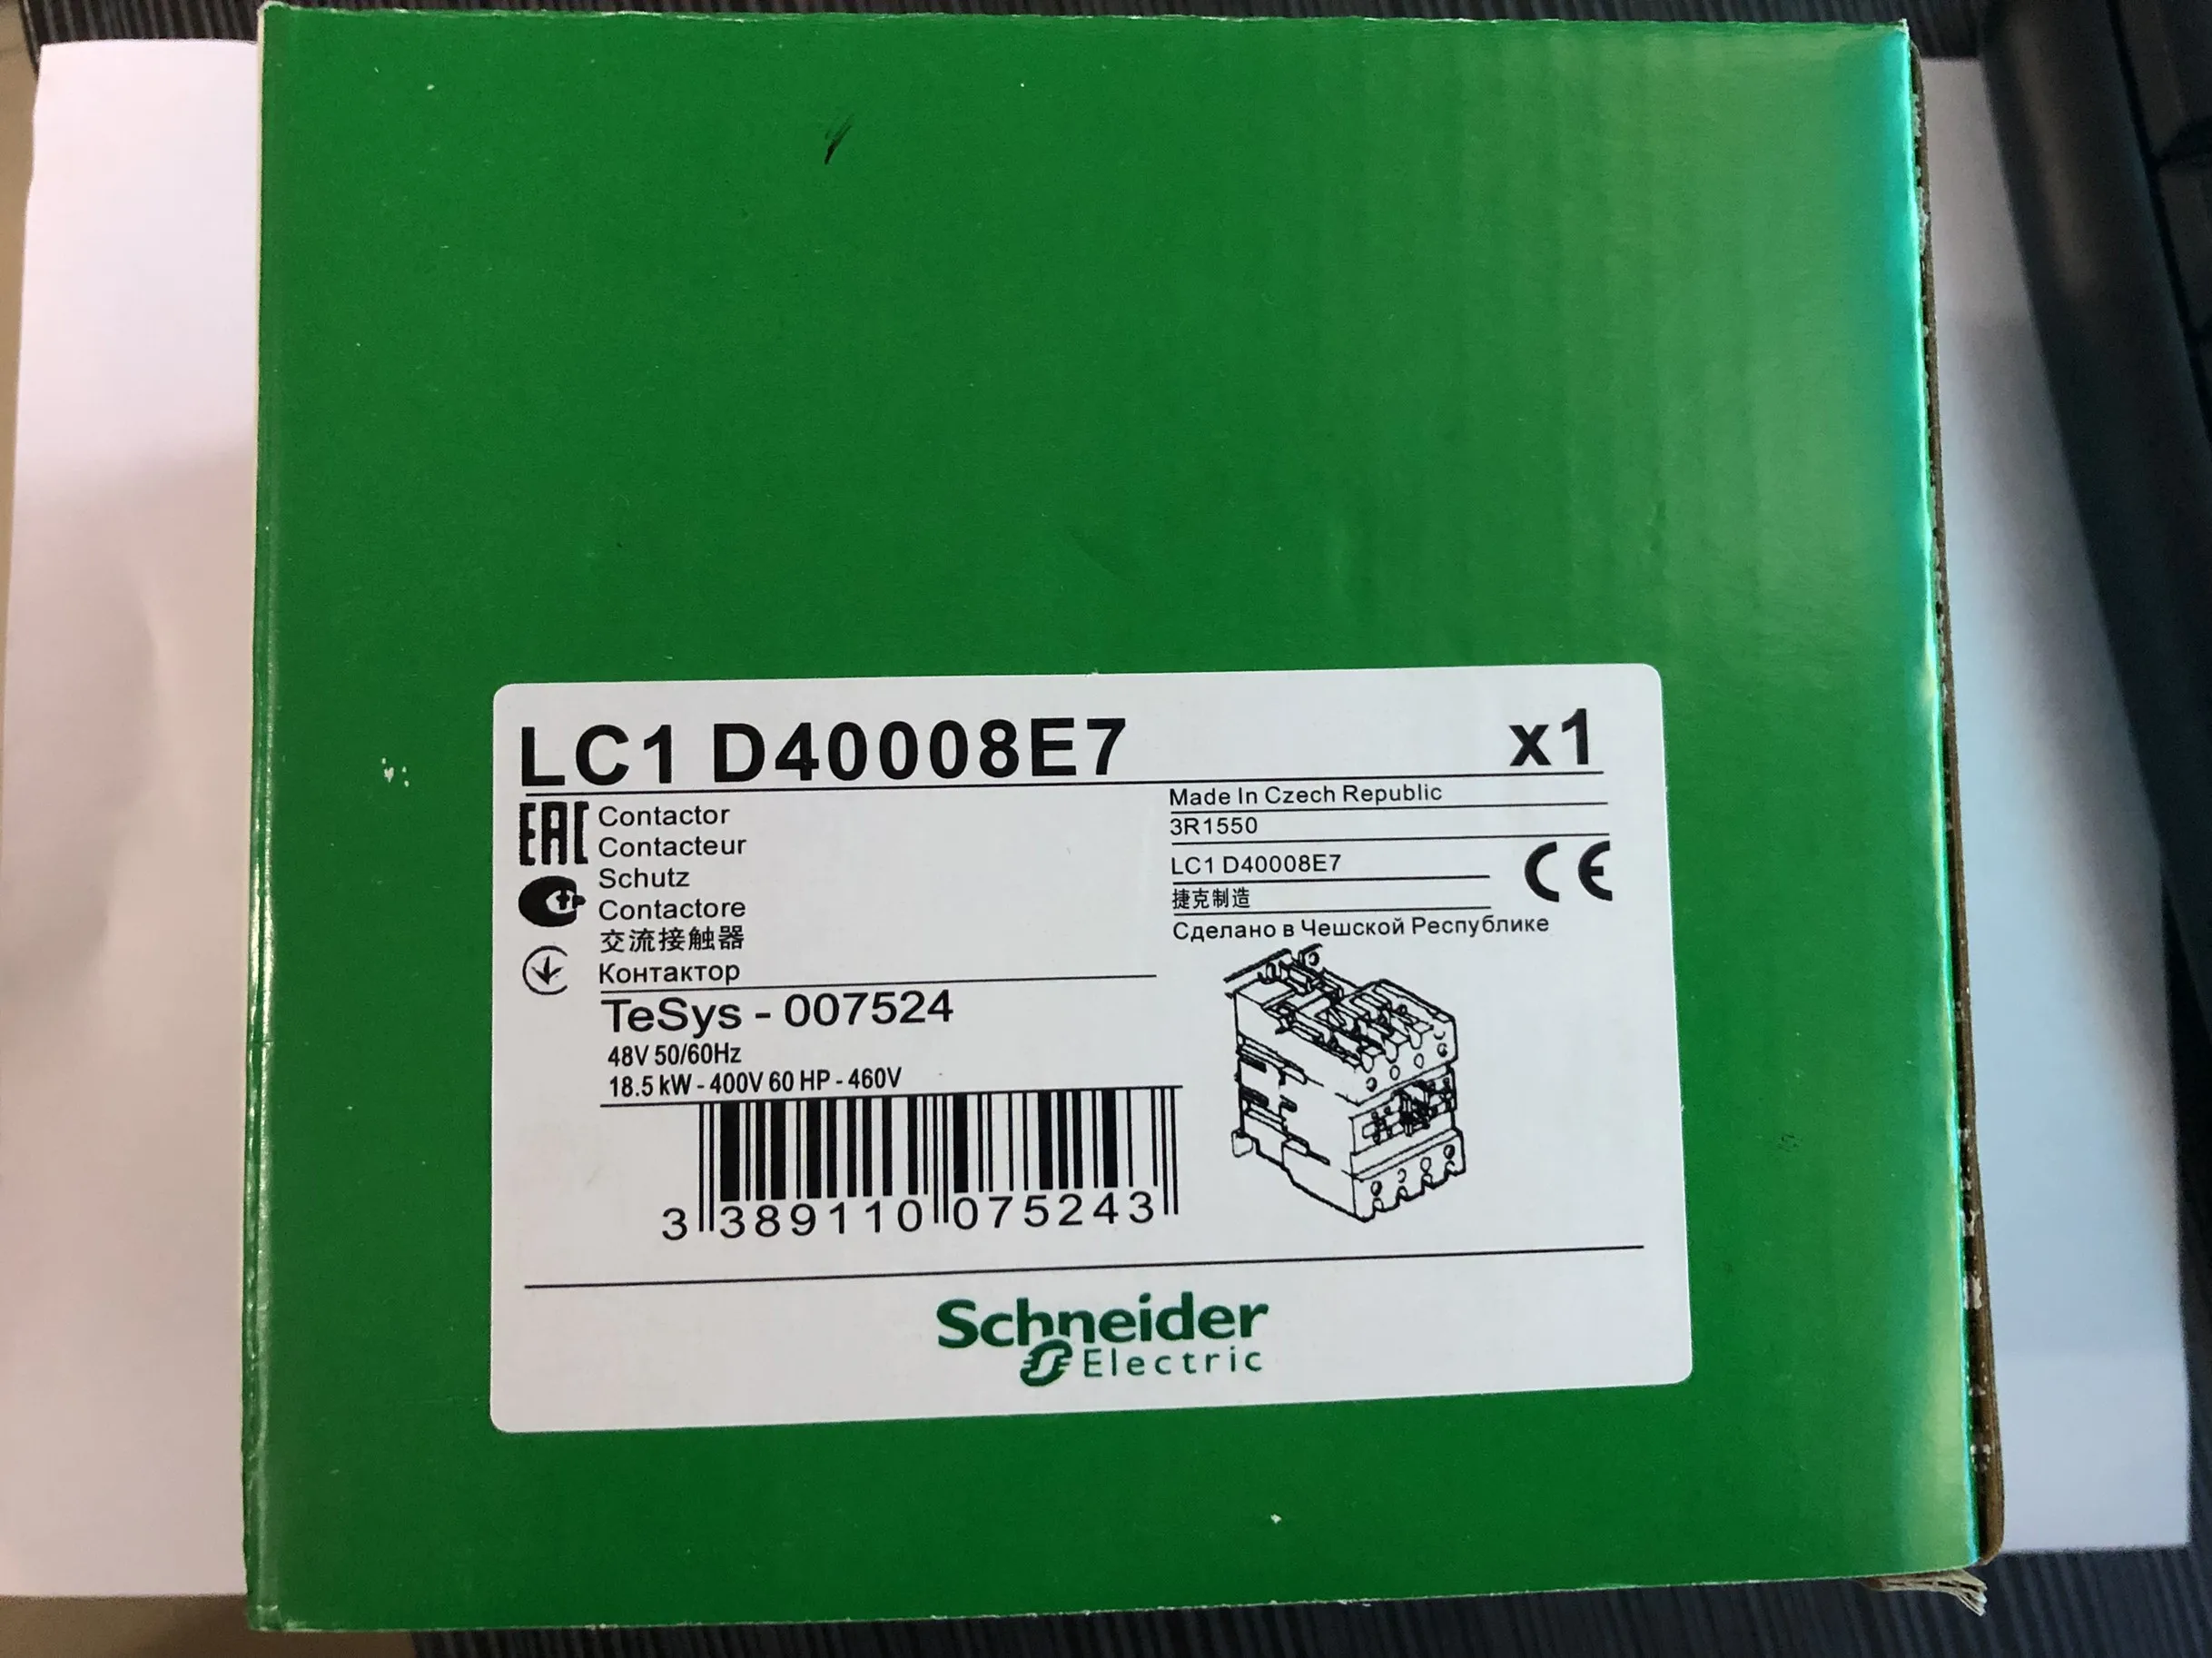 LC1 D40008E7 x1
EAC
Contactor
Contacteur
Schutz
Contactore
交流接触器
Контактор
Made In Czech Republic
3R1550
LC1 D40008E7
CE
捷克制造
Сделано в Чешской Республике
TeSys - 007524
48V 50/60Hz
18.5 kW - 400V 60 HP - 460V
3 389110 075243
Schneider
Electric